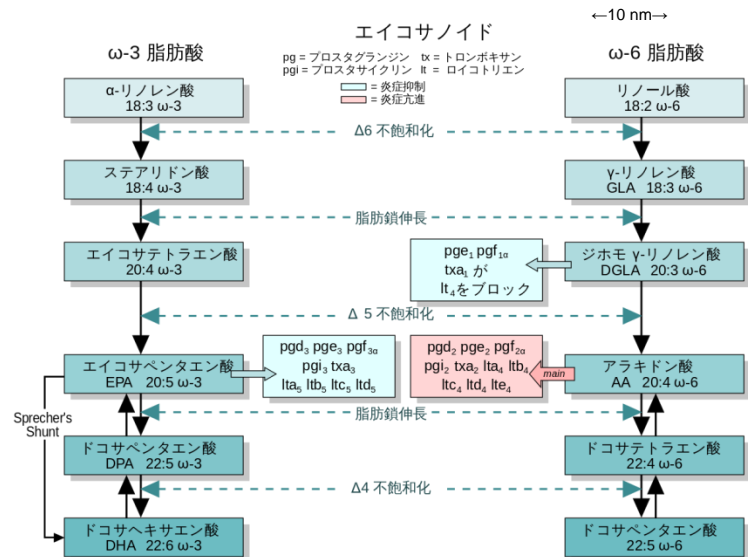 ←10 nm→
エイコサノイド
ω-3 脂肪酸
ω-6 脂肪酸
pg = プロスタグランジン tx = トロンボキサン
pgi = プロスタサイクリン lt = ロイコトリエン
= 炎症抑制
= 炎症亢進
α-リノレン酸
18:3 ω-3
リノール酸
18:2 ω-6
Δ6 不飽和化
ステアリドン酸
18:4 ω-3
γ-リノレン酸
GLA 18:3 ω-6
脂肪鎖伸長
エイコサテトラエン酸
20:4 ω-3
pge1 pgf1α
txa1 が
lt4をブロック
ジホモ γ-リノレン酸
DGLA 20:3 ω-6
Δ 5 不飽和化
エイコサペンタエン酸
EPA 20:5 ω-3
pgd3 pge3 pgf3α
pgi3 txa3
lta5 ltb5 ltc5 ltd5
pgd2 pge2 pgf2α
pgi2 txa2 lta4 ltb4
ltc4 ltd4 lte4
main
アラキドン酸
AA 20:4 ω-6
Sprecher's
Shunt
脂肪鎖伸長
ドコサペンタエン酸
DPA 22:5 ω-3
ドコサテトラエン酸
22:4 ω-6
Δ4 不飽和化
ドコサヘキサエン酸
DHA 22:6 ω-3
ドコサペンタエン酸
22:5 ω-6